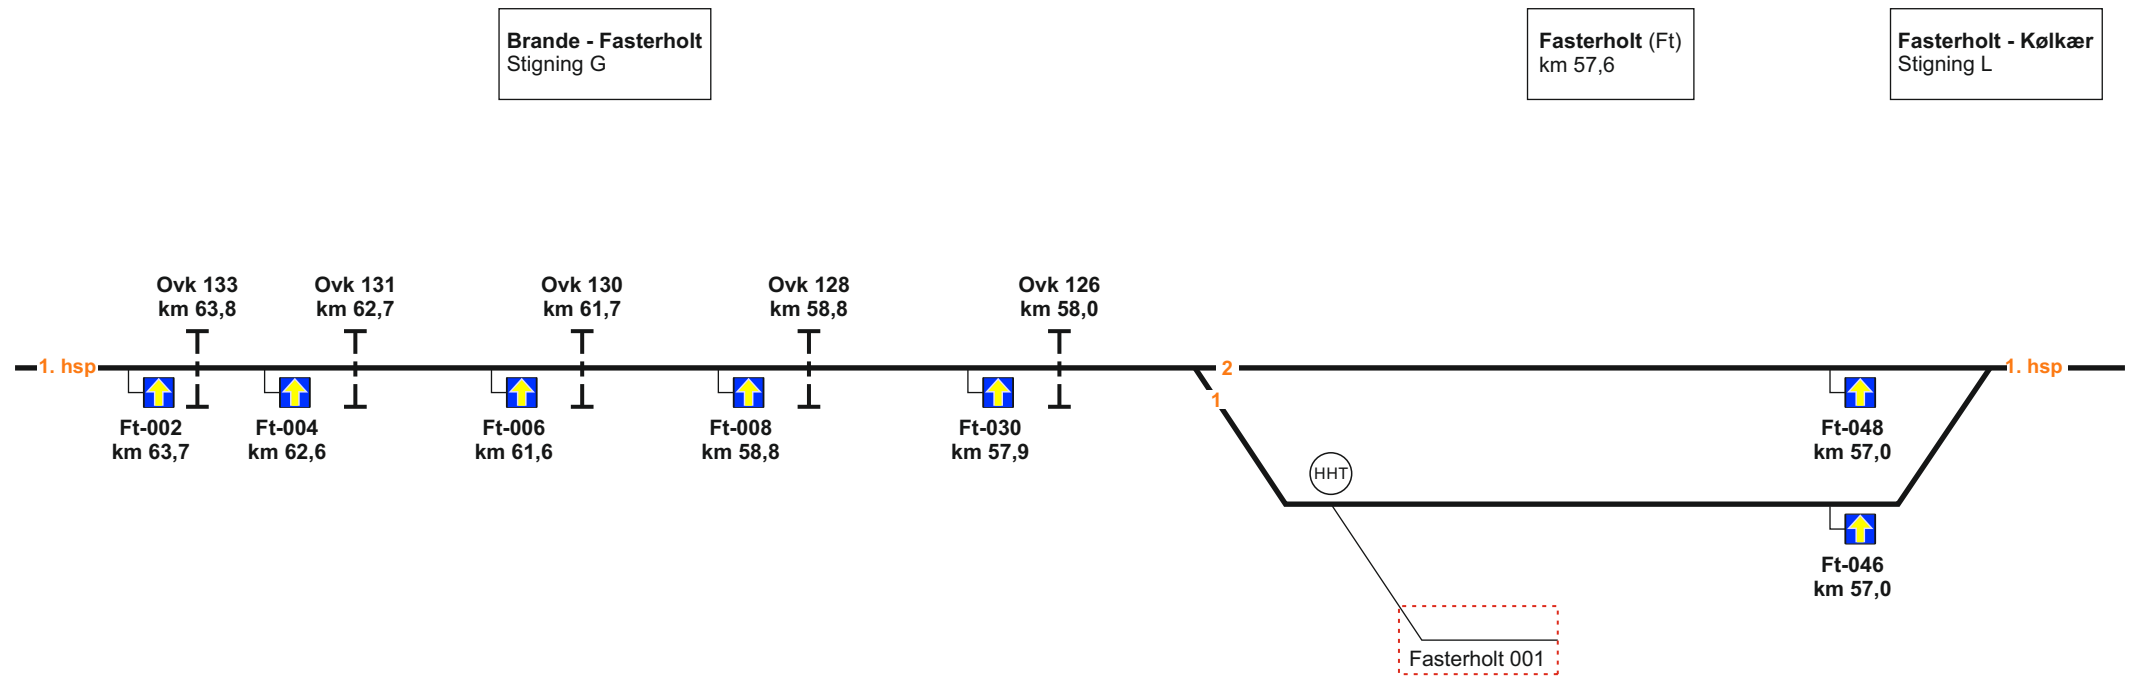 Brande - Fasterholt
Stigning G
Fasterholt (Ft)
km 57,6
Fasterholt - Kølkær
Stigning L
Ovk 133
km 63,8
Ovk 131
km 62,7
Ovk 130
km 61,7
Ovk 128
km 58,8
Ovk 126
km 58,0
1. hsp
2
1. hsp
1
Ft-002
km 63,7
Ft-004
km 62,6
Ft-006
km 61,6
Ft-008
km 58,8
Ft-030
km 57,9
Ft-048
km 57,0
HHT
Ft-046
km 57,0
Fasterholt 001